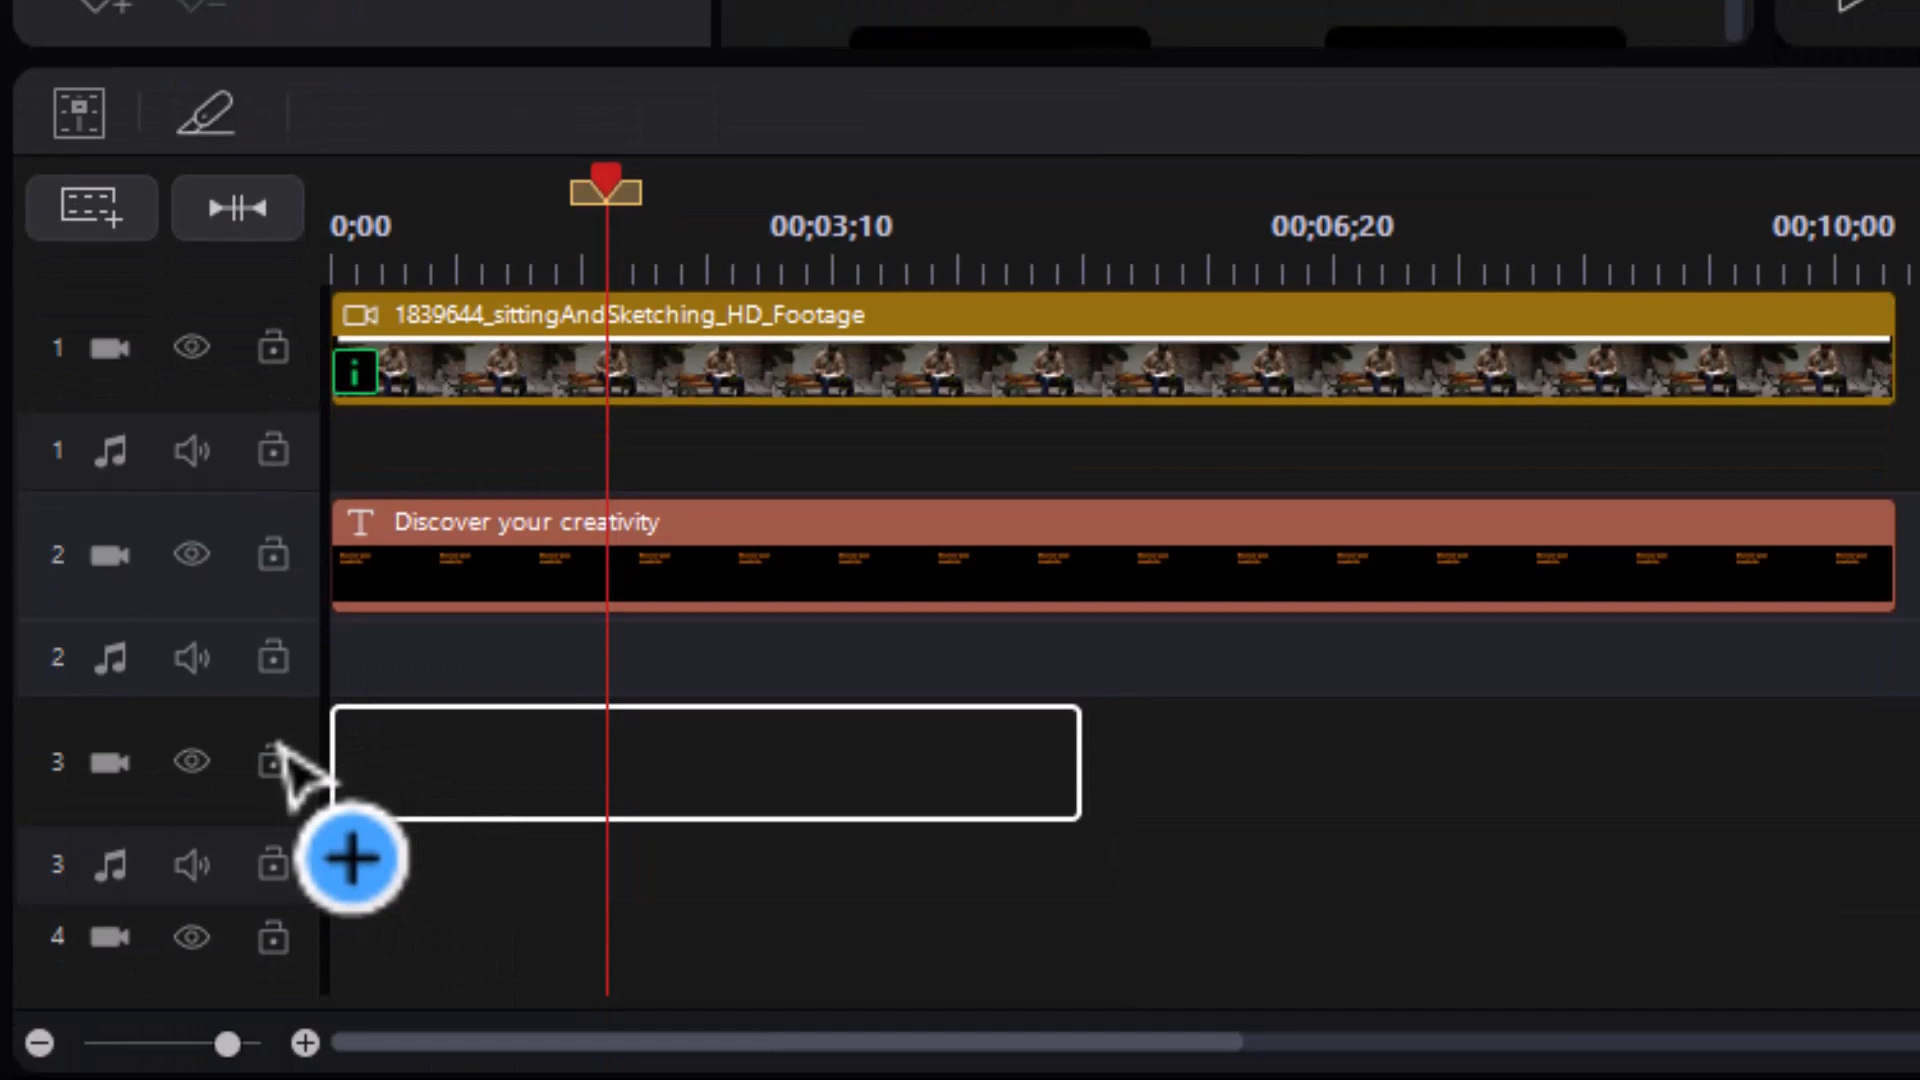 0;00 00;03;10 00;06;20 00;10;00
1839644_sittingAndSketching_HD_Footage
i
1
1
T Discover your creativity
2
2
3
3
4